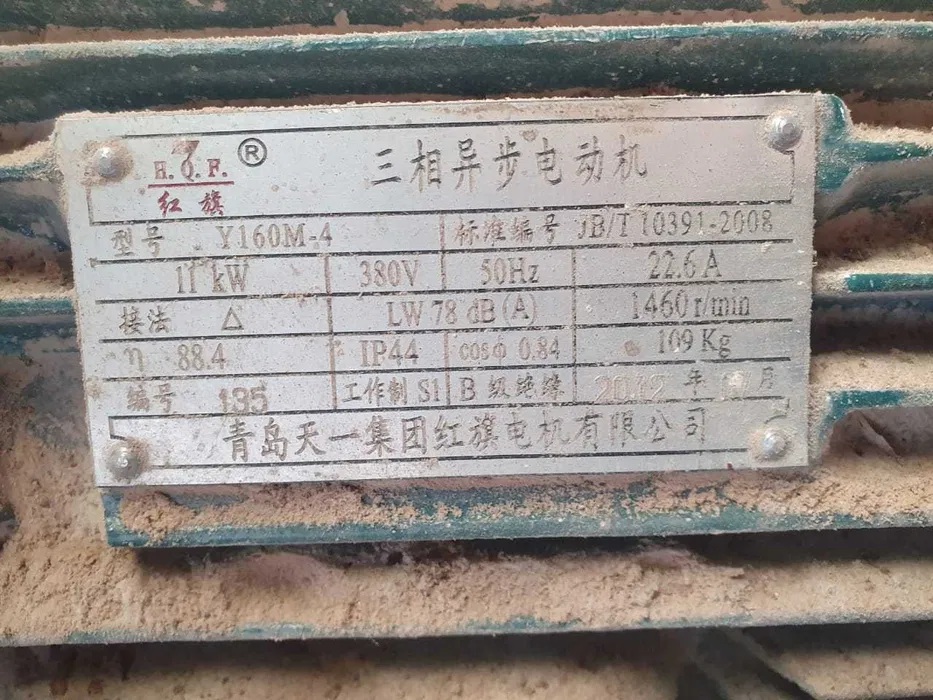 H.Q.F. ® 三相异步电动机
红旗
型号 Y160M-4 标准编号 JB/T 10391-2008
11 kW 380V 50Hz 22.6 A
接法 △ LW 78 dB (A) 1460 r/min
η 88.4 IP44 cosφ 0.84 109 Kg
编号 135 工作制 S1 B 级绝缘 2012 年 月
青岛天一集团红旗电机有限公司